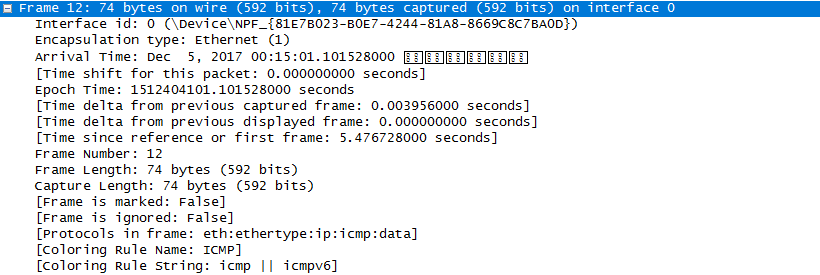 Frame 12: 74 bytes on wire (592 bits), 74 bytes captured (592 bits) on interface 0
Interface id: 0 (\Device\NPF_{81E7B023-B0E7-4244-81A8-8669C8C7BA0D})
Encapsulation type: Ethernet (1)
Arrival Time: Dec  5, 2017 00:15:01.101528000
[Time shift for this packet: 0.000000000 seconds]
Epoch Time: 1512404101.101528000 seconds
[Time delta from previous captured frame: 0.003956000 seconds]
[Time delta from previous displayed frame: 0.000000000 seconds]
[Time since reference or first frame: 5.476728000 seconds]
Frame Number: 12
Frame Length: 74 bytes (592 bits)
Capture Length: 74 bytes (592 bits)
[Frame is marked: False]
[Frame is ignored: False]
[Protocols in frame: eth:ethertype:ip:icmp:data]
[Coloring Rule Name: ICMP]
[Coloring Rule String: icmp || icmpv6]